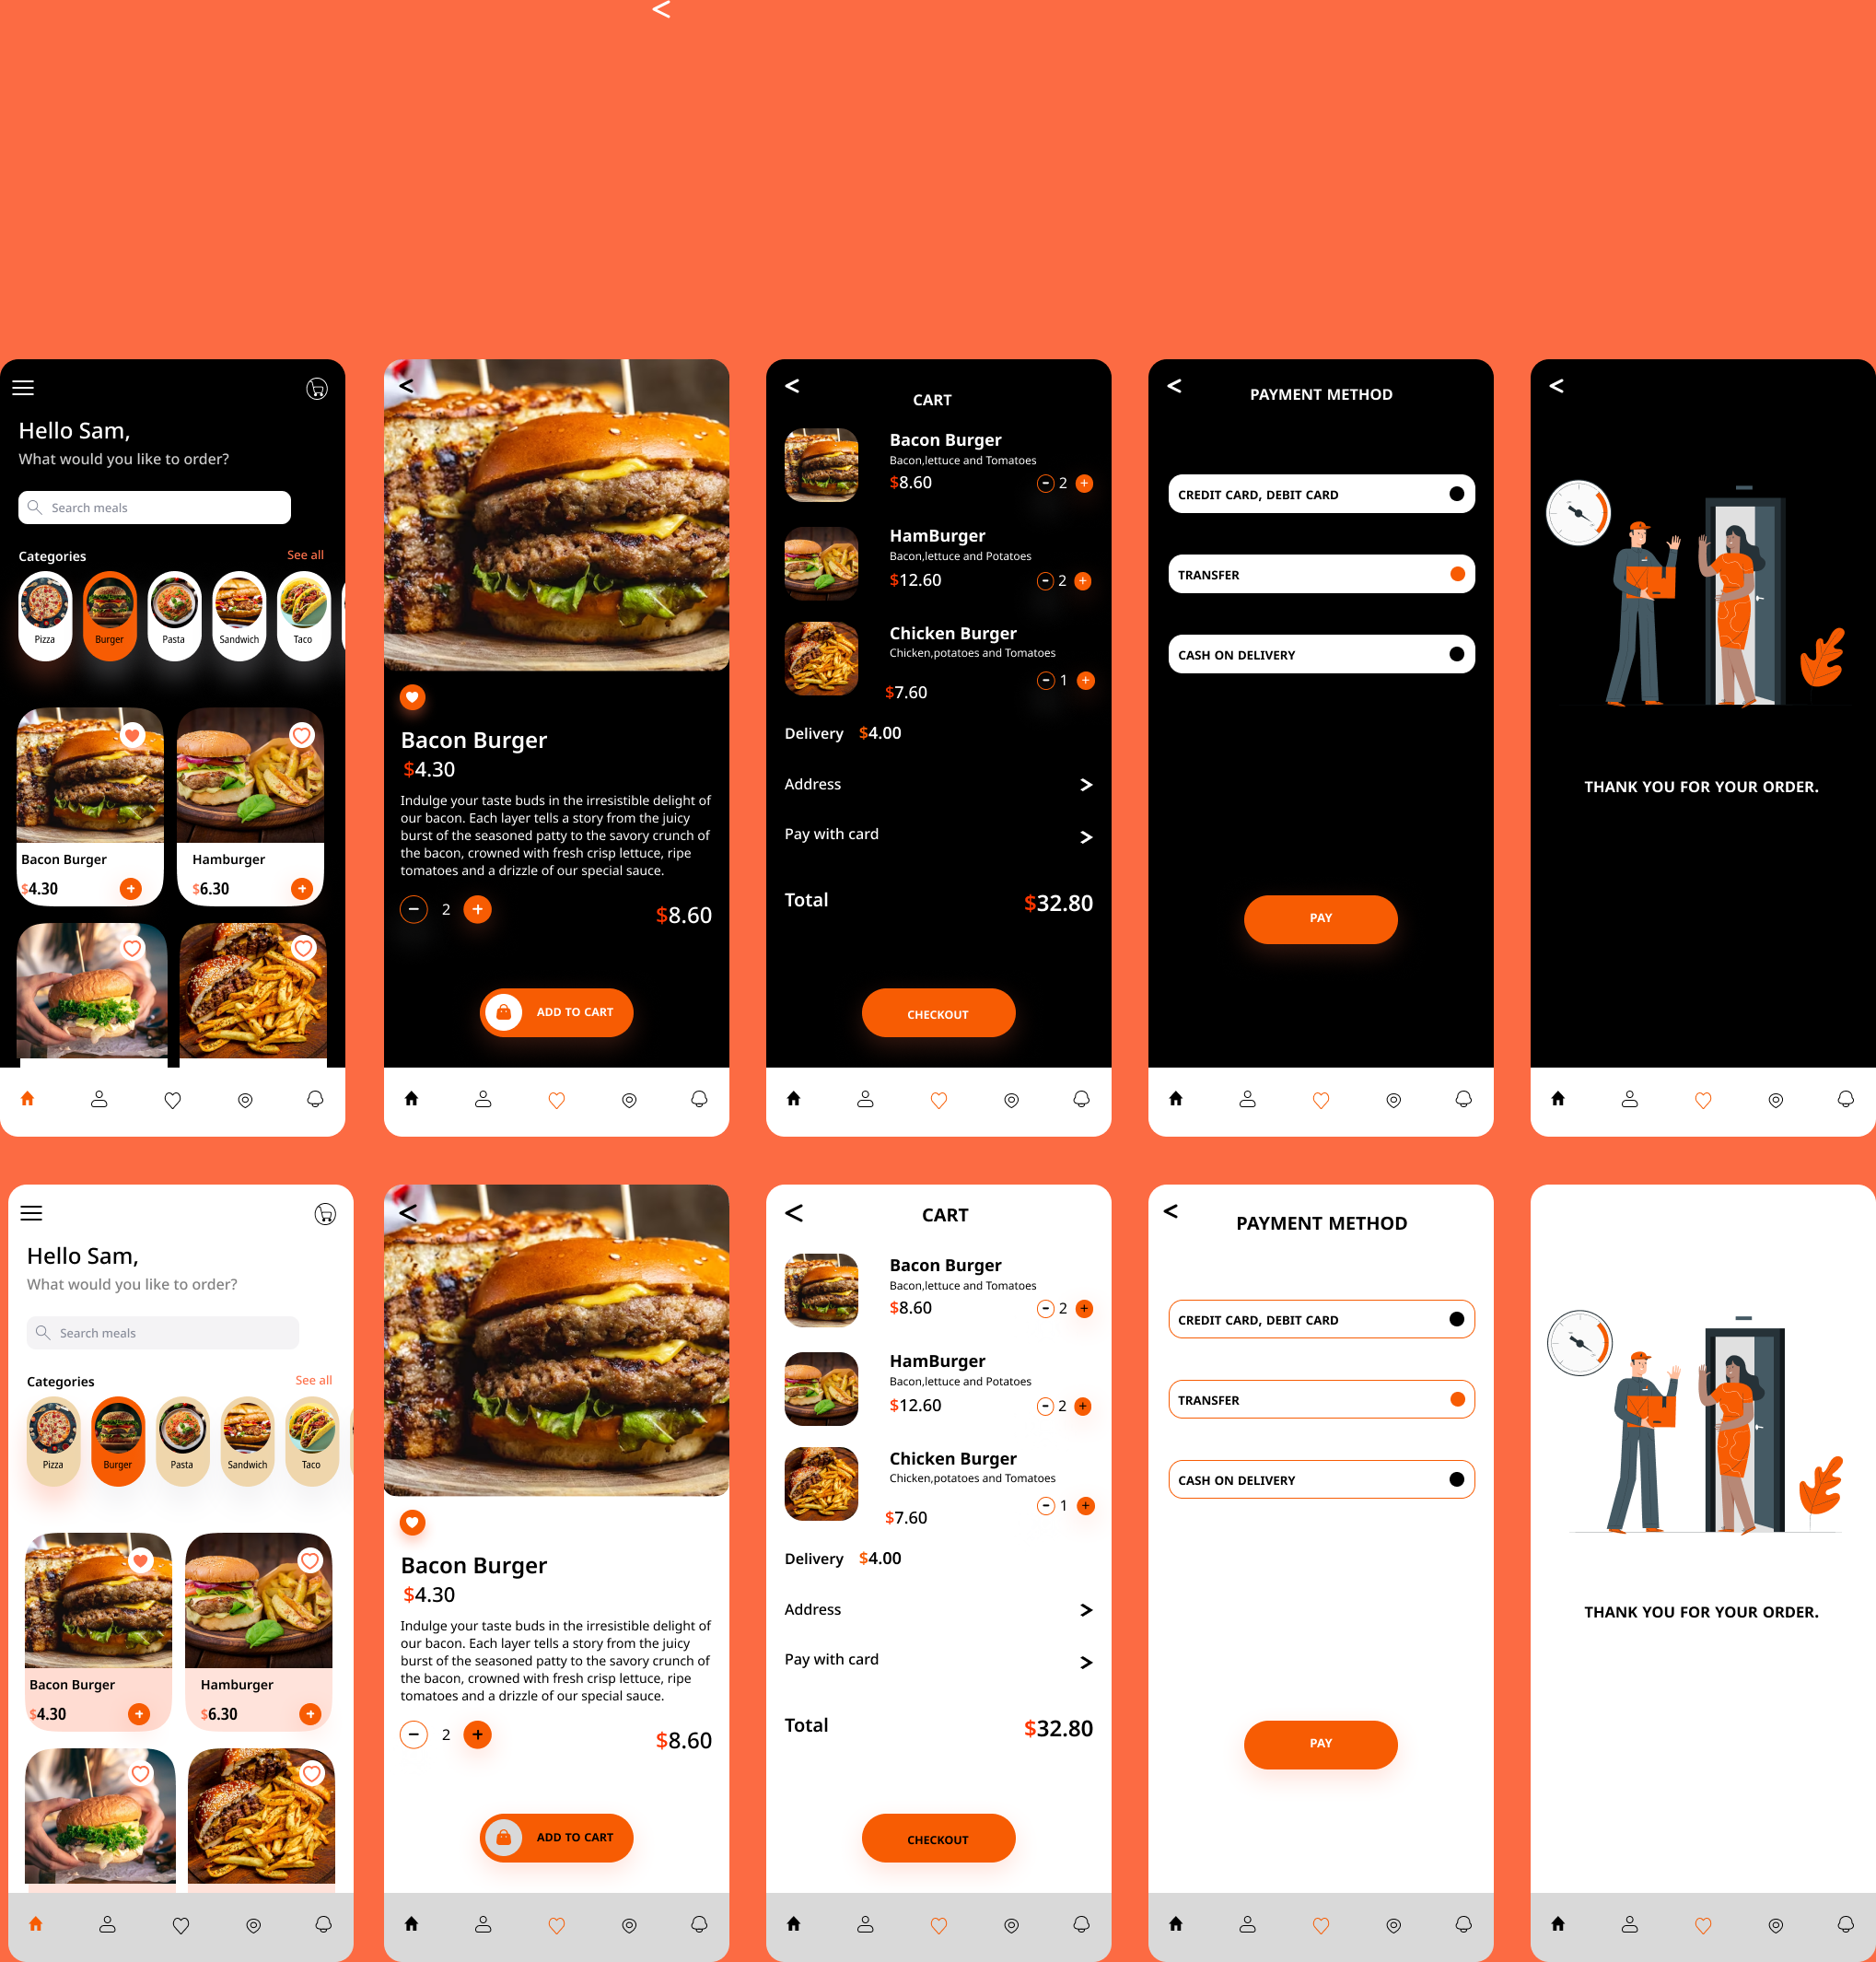 Hello Sam,
What would you like to order?
Search meals
Categories
See all
Pizza
Burger
Pasta
Sandwich
Taco
Bacon Burger
$4.30
Hamburger
$6.30
Bacon Burger
$4.30
Indulge your taste buds in the irresistible delight of
our bacon. Each layer tells a story from the juicy
burst of the seasoned patty to the savory crunch of
the bacon, crowned with fresh crisp lettuce, ripe
tomatoes and a drizzle of our special sauce.
2
$8.60
ADD TO CART
CART
Bacon Burger
Bacon,lettuce and Tomatoes
$8.60
2
HamBurger
Bacon,lettuce and Potatoes
$12.60
2
Chicken Burger
Chicken,potatoes and Tomatoes
$7.60
1
Delivery $4.00
Address
Pay with card
Total
$32.80
CHECKOUT
PAYMENT METHOD
CREDIT CARD, DEBIT CARD
TRANSFER
CASH ON DELIVERY
PAY
THANK YOU FOR YOUR ORDER.
Hello Sam,
What would you like to order?
Search meals
Categories
See all
Pizza
Burger
Pasta
Sandwich
Taco
Bacon Burger
$4.30
Hamburger
$6.30
Bacon Burger
$4.30
Indulge your taste buds in the irresistible delight of
our bacon. Each layer tells a story from the juicy
burst of the seasoned patty to the savory crunch of
the bacon, crowned with fresh crisp lettuce, ripe
tomatoes and a drizzle of our special sauce.
2
$8.60
ADD TO CART
CART
Bacon Burger
Bacon,lettuce and Tomatoes
$8.60
2
HamBurger
Bacon,lettuce and Potatoes
$12.60
2
Chicken Burger
Chicken,potatoes and Tomatoes
$7.60
1
Delivery $4.00
Address
Pay with card
Total
$32.80
CHECKOUT
PAYMENT METHOD
CREDIT CARD, DEBIT CARD
TRANSFER
CASH ON DELIVERY
PAY
THANK YOU FOR YOUR ORDER.